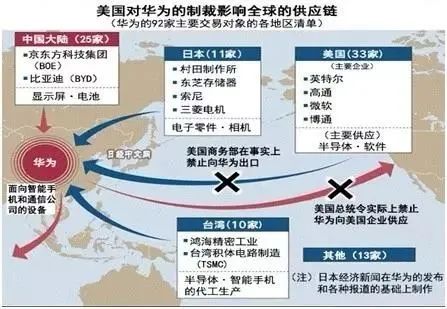 美国对华为的制裁影响全球的供应链
(华为的92家主要交易对象的各地区清单)
中国大陆(25家)
● 京东方科技集团
(BOE)
● 比亚迪(BYD)
显示屏·电池
日本(11家)
● 村田制作所
● 东芝存储器
● 索尼
● 三菱电机
电子零件·相机
美国(33家)
(主要企业)
● 英特尔
● 高通
● 微软
● 博通
(主要供应)
半导体·软件
华为
面向智能手
机和通信公
司的设备
日经中文网
美国商务部在事实上
禁止向华为出口
美国总统令实际上禁止
华为向美国企业供应
台湾(10家)
● 鸿海精密工业
● 台湾积体电路制造
(TSMC)
半导体·智能手机
的代工生产
其他(13家)
(注)日本经济新闻在华为的发布
和各种报道的基础上制作